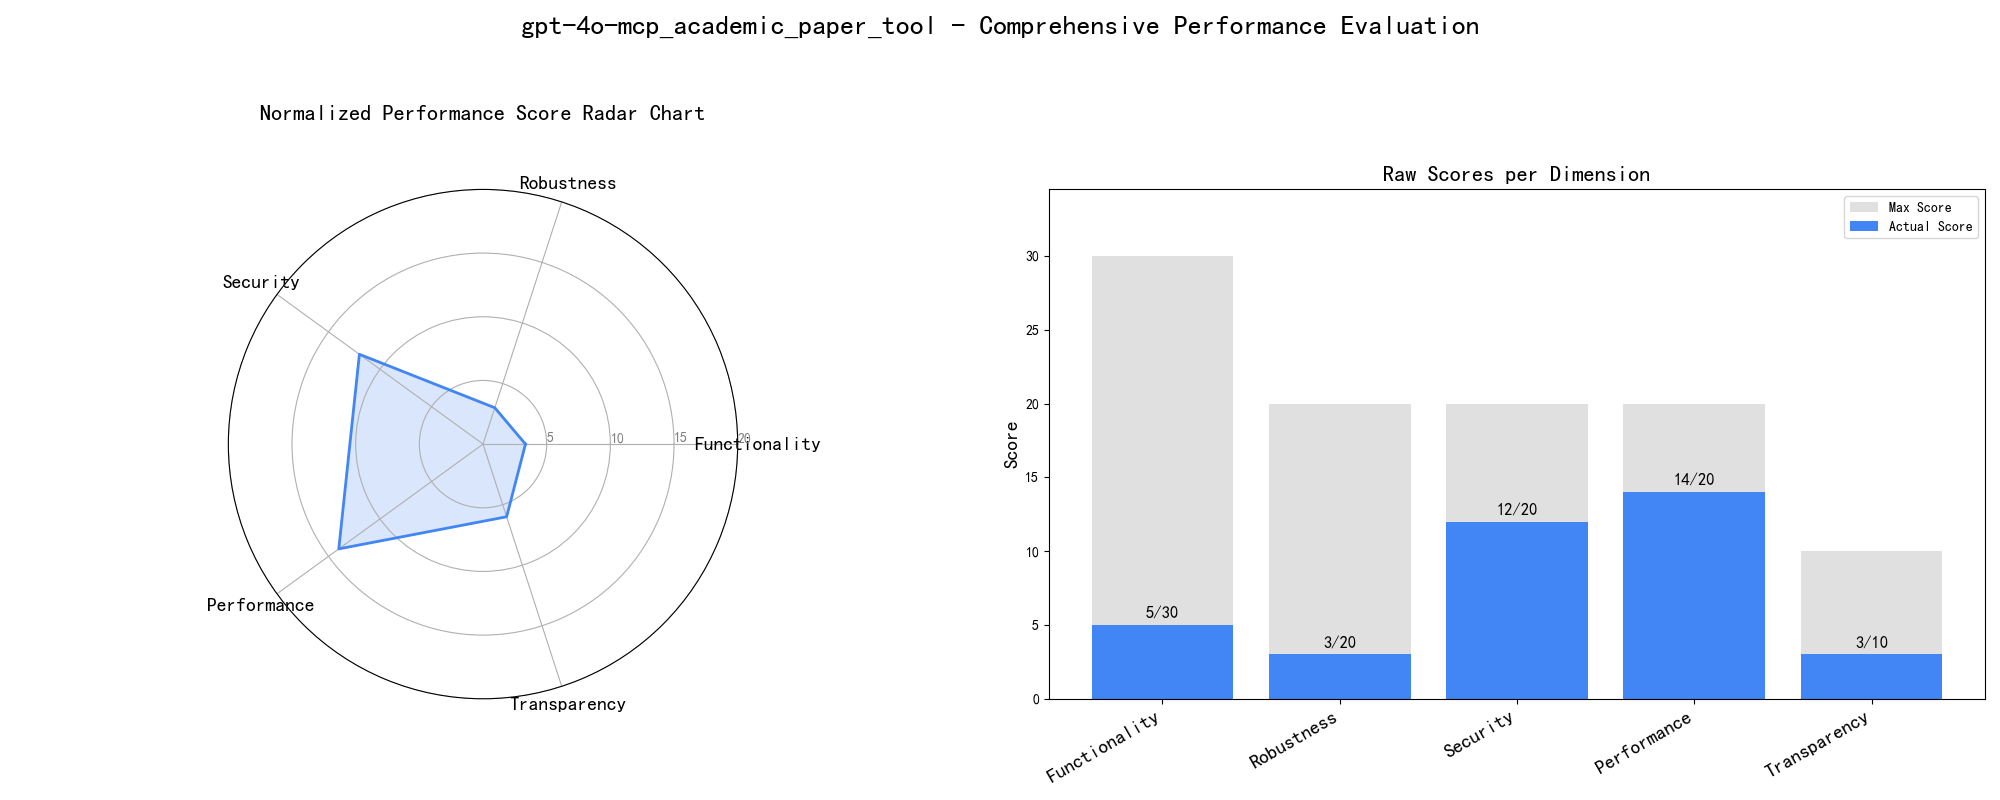 gpt-4o-mcp_academic_paper_tool - Comprehensive Performance Evaluation
Normalized Performance Score Radar Chart
Robustness
Security
Functionality
Performance
Transparency
5
10
15
20
Raw Scores per Dimension
Max Score
Actual Score
Score
30
25
20
15
10
5
0
5/30
3/20
12/20
14/20
3/10
Functionality
Robustness
Security
Performance
Transparency